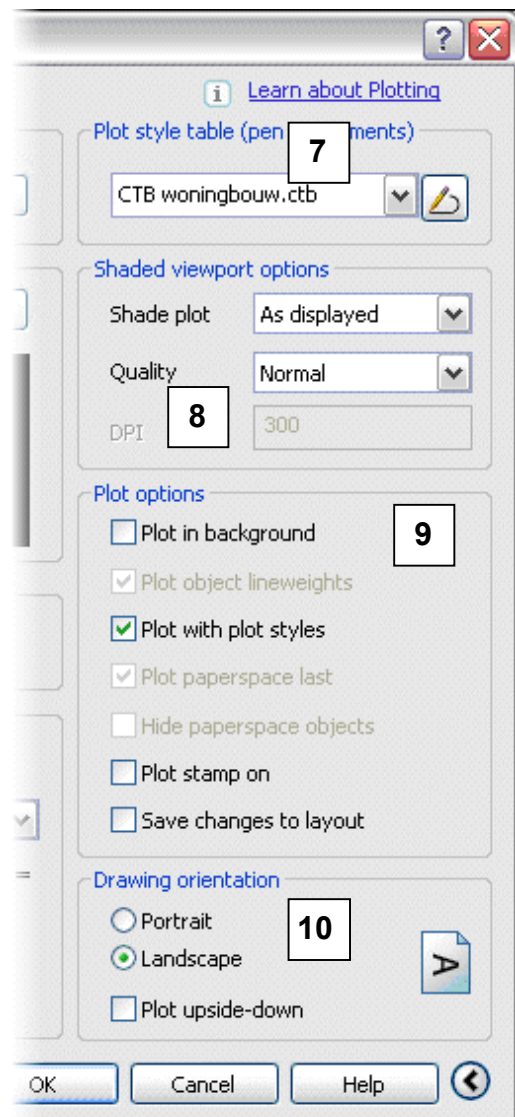 ? X
i Learn about Plotting
Plot style table (pen 7 ments)
CTB woningbouw.ctb
Shaded viewport options
Shade plot As displayed
Quality Normal
8
DPI 300
Plot options
9
Plot in background
Plot object lineweights
Plot with plot styles
Plot paperspace last
Hide paperspace objects
Plot stamp on
Save changes to layout
=
Drawing orientation
Portrait
10
Landscape
A
Plot upside-down
OK Cancel Help